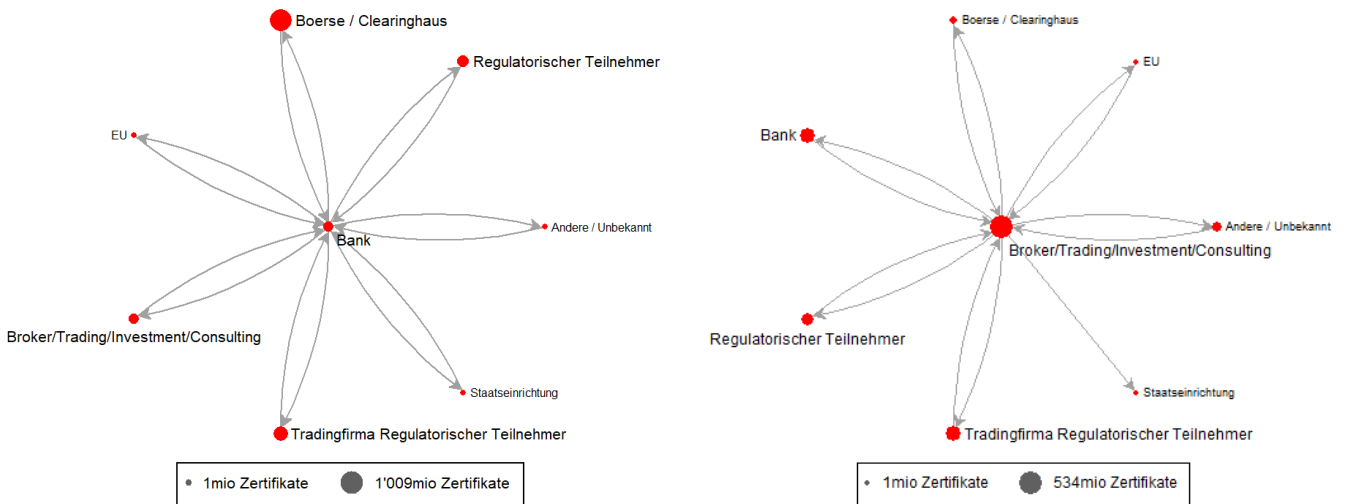 Boerse / Clearinghaus
Regulatorischer Teilnehmer
EU
Bank
Andere / Unbekannt
Broker/Trading/Investment/Consulting
Staatseinrichtung
Tradingfirma Regulatorischer Teilnehmer
1mio Zertifikate
1'009mio Zertifikate
Boerse / Clearinghaus
EU
Bank
Andere / Unbekannt
Broker/Trading/Investment/Consulting
Regulatorischer Teilnehmer
Staatseinrichtung
Tradingfirma Regulatorischer Teilnehmer
1mio Zertifikate
534mio Zertifikate